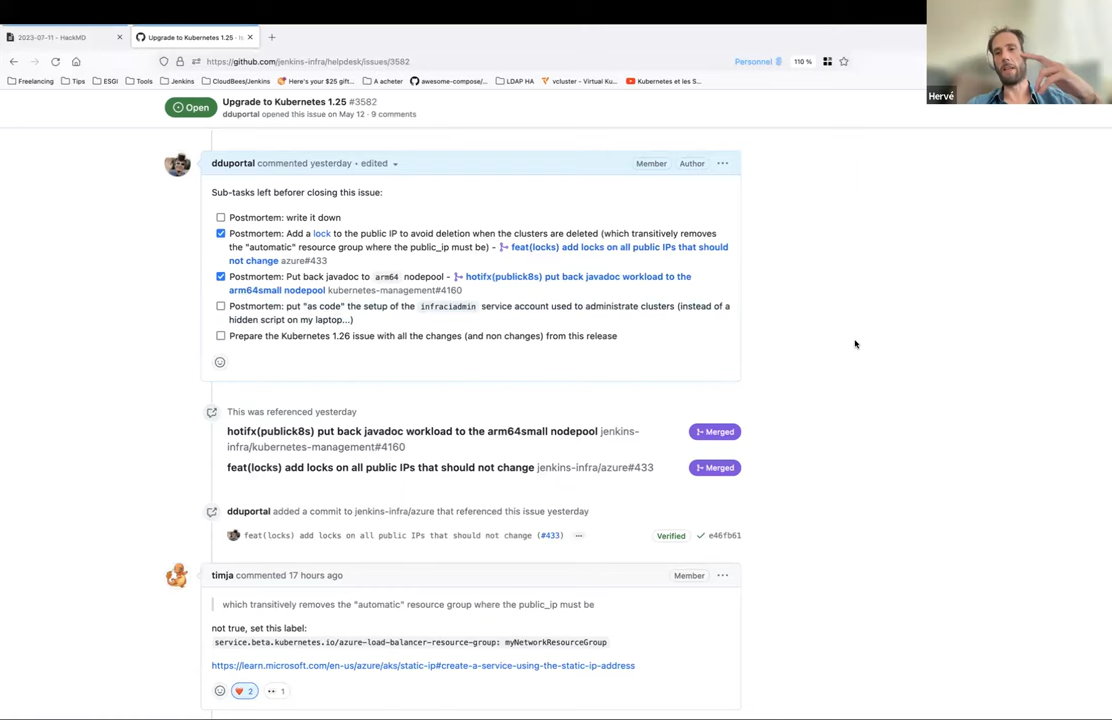 2023-07-11 - HackMD
Upgrade to Kubernetes 1.25 · Is
https://github.com/jenkins-infra/helpdesk/issues/3582
Personnel
110 %
Freelancing
Tips
ESGI
Tools
Jenkins
CloudBees/Jenkins
Here's your $25 gift...
A acheter
awesome-compose/...
LDAP HA
vcluster - Virtual Ku...
Kubernetes et les S...
Hervé
Open
Upgrade to Kubernetes 1.25 #3582
dduportal opened this issue on May 12 · 9 comments
dduportal commented yesterday • edited
Member
Author
Sub-tasks left beforer closing this issue:
Postmortem: write it down
Postmortem: Add a lock to the public IP to avoid deletion when the clusters are deleted (which transitively removes
the "automatic" resource group where the public_ip must be) - feat(locks) add locks on all public IPs that should
not change azure#433
Postmortem: Put back javadoc to arm64 nodepool - hotifx(publick8s) put back javadoc workload to the
arm64small nodepool kubernetes-management#4160
Postmortem: put "as code" the setup of the infraciadmin service account used to administrate clusters (instead of a
hidden script on my laptop...)
Prepare the Kubernetes 1.26 issue with all the changes (and non changes) from this release
This was referenced yesterday
hotifx(publick8s) put back javadoc workload to the arm64small nodepool jenkins-
infra/kubernetes-management#4160
Merged
feat(locks) add locks on all public IPs that should not change jenkins-infra/azure#433
Merged
dduportal added a commit to jenkins-infra/azure that referenced this issue yesterday
feat(locks) add locks on all public IPs that should not change (#433)
Verified
e46fb61
timja commented 17 hours ago
Member
which transitively removes the "automatic" resource group where the public_ip must be
not true, set this label:
service.beta.kubernetes.io/azure-load-balancer-resource-group: myNetworkResourceGroup
https://learn.microsoft.com/en-us/azure/aks/static-ip#create-a-service-using-the-static-ip-address
2
1